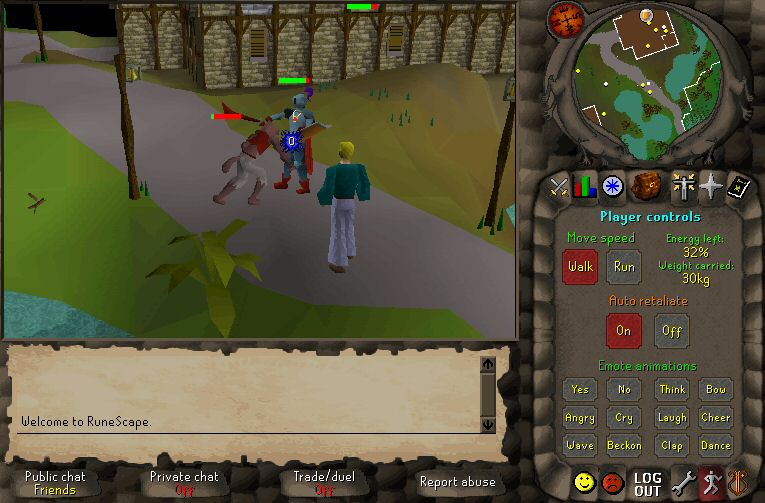 0
Player controls
Move speed
Energy left:
32%
Walk
Run
Weight carried:
30kg
Auto retaliate
On
Off
Emote animations
Yes
No
Think
Bow
Angry
Cry
Laugh
Cheer
Wave
Beckon
Clap
Dance
Welcome to RuneScape.
Public chat
Friends
Private chat
Off
Trade/duel
Off
Report abuse
LOG
OUT